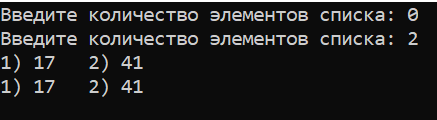 Введите количество элементов списка: 0
Введите количество элементов списка: 2
1) 17   2) 41
1) 17   2) 41